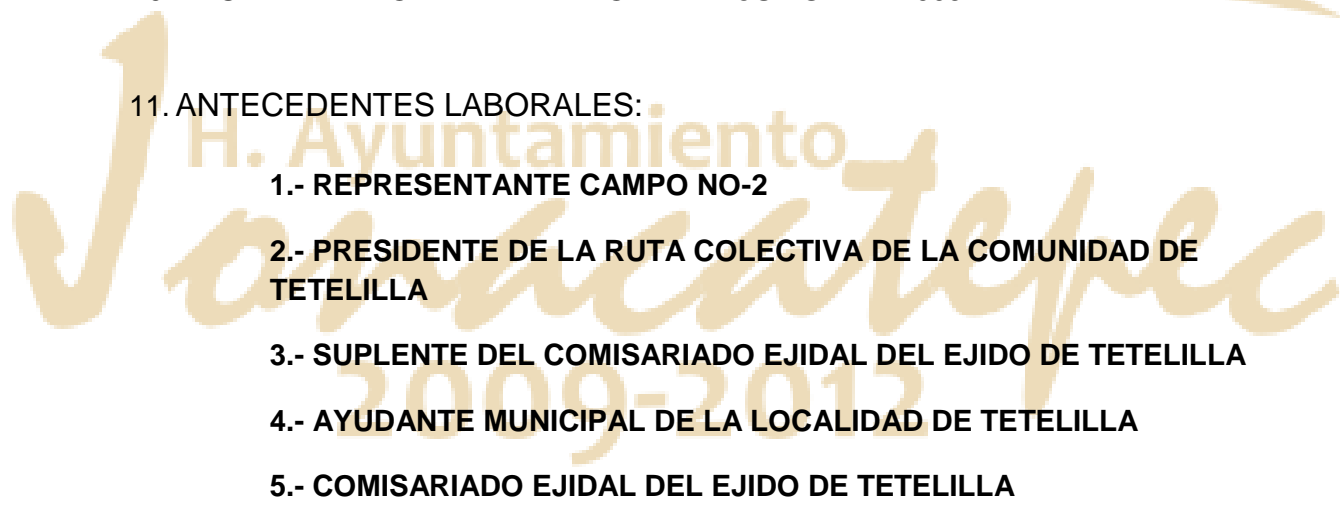 11. ANTECEDENTES LABORALES:
H. Ayuntamiento
Jonacatepec
2009-2012
1.- REPRESENTANTE CAMPO NO-2
2.- PRESIDENTE DE LA RUTA COLECTIVA DE LA COMUNIDAD DE
TETELILLA
3.- SUPLENTE DEL COMISARIADO EJIDAL DEL EJIDO DE TETELILLA
4.- AYUDANTE MUNICIPAL DE LA LOCALIDAD DE TETELILLA
5.- COMISARIADO EJIDAL DEL EJIDO DE TETELILLA